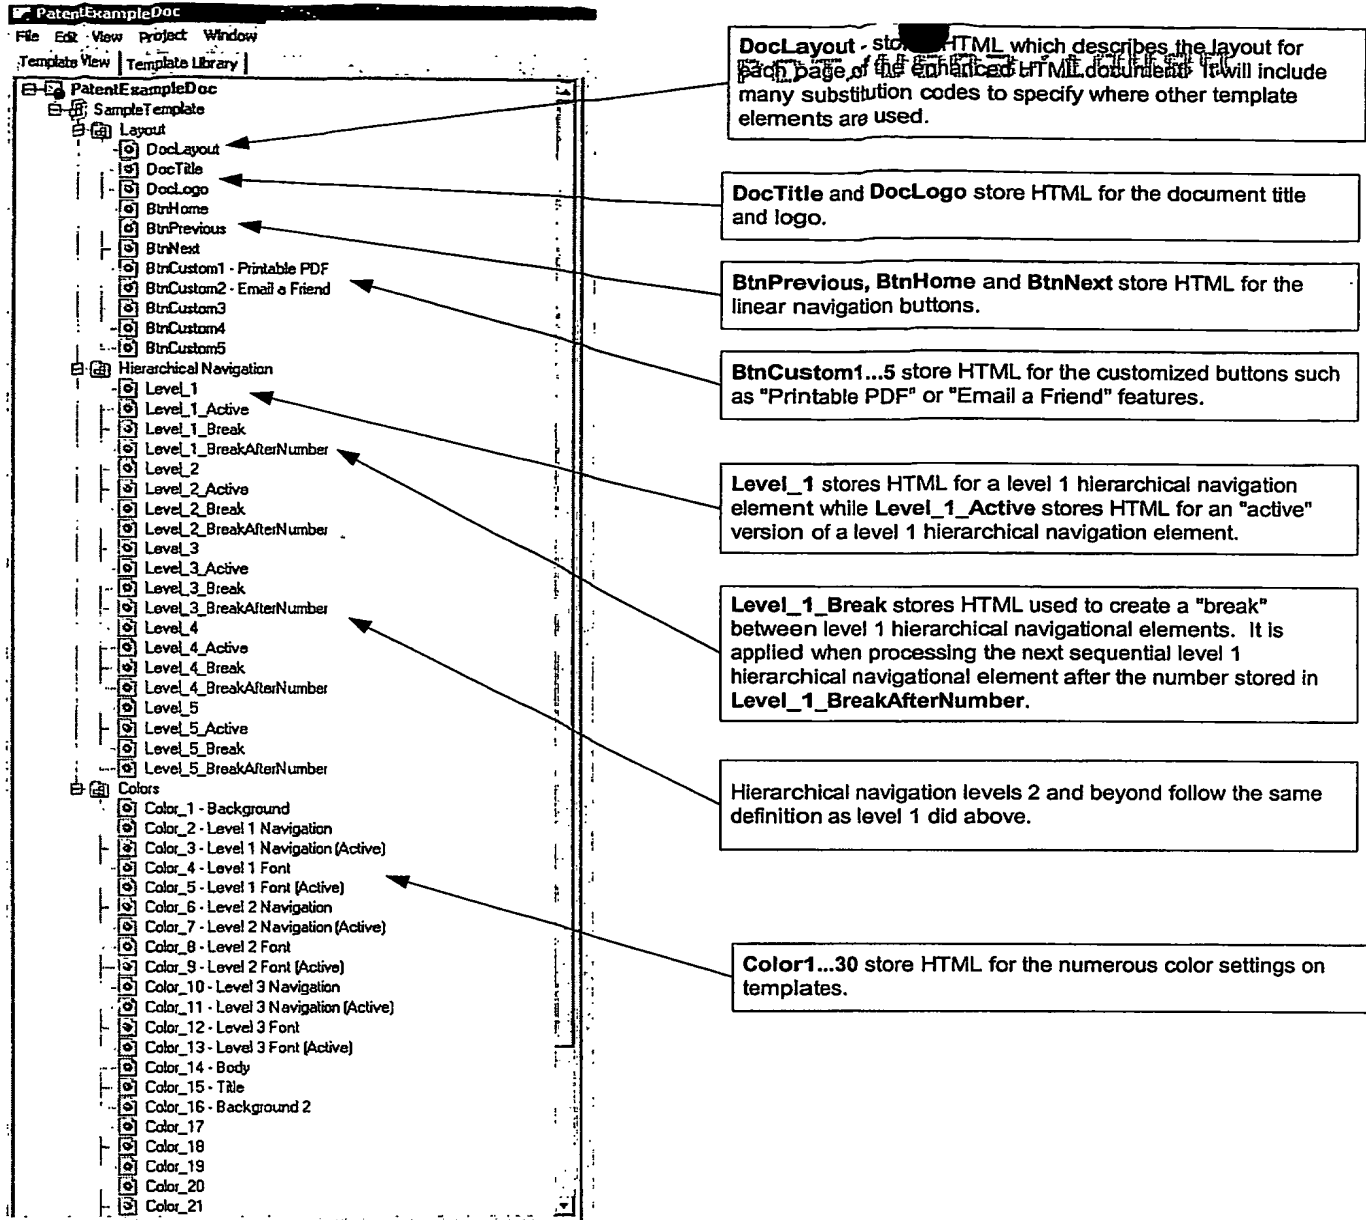 PatentExampleDoc
File Edit View Project Window
Template View Template Library
PatentExampleDoc
SampleTemplate
Layout
DocLayout
DocTitle
DocLogo
BtnHome
BtnPrevious
BtnNext
BtnCustom1 - Printable PDF
BtnCustom2 - Email a Friend
BtnCustom3
BtnCustom4
BtnCustom5
Hierarchical Navigation
Level_1
Level_1_Active
Level_1_Break
Level_1_BreakAfterNumber
Level_2
Level_2_Active
Level_2_Break
Level_2_BreakAfterNumber
Level_3
Level_3_Active
Level_3_Break
Level_3_BreakAfterNumber
Level_4
Level_4_Active
Level_4_Break
Level_4_BreakAfterNumber
Level_5
Level_5_Active
Level_5_Break
Level_5_BreakAfterNumber
Colors
Color_1 - Background
Color_2 - Level 1 Navigation
Color_3 - Level 1 Navigation (Active)
Color_4 - Level 1 Font
Color_5 - Level 1 Font (Active)
Color_6 - Level 2 Navigation
Color_7 - Level 2 Navigation (Active)
Color_8 - Level 2 Font
Color_9 - Level 2 Font (Active)
Color_10 - Level 3 Navigation
Color_11 - Level 3 Navigation (Active)
Color_12 - Level 3 Font
Color_13 - Level 3 Font (Active)
Color_14 - Body
Color_15 - Title
Color_16 - Background 2
Color_17
Color_18
Color_19
Color_20
Color_21
DocLayout - HTML which describes the layout for
each page of the enhanced HTML document. It will include
many substitution codes to specify where other template
elements are used.
DocTitle and DocLogo store HTML for the document title
and logo.
BtnPrevious, BtnHome and BtnNext store HTML for the
linear navigation buttons.
BtnCustom1...5 store HTML for the customized buttons such
as "Printable PDF" or "Email a Friend" features.
Level_1 stores HTML for a level 1 hierarchical navigation
element while Level_1_Active stores HTML for an "active"
version of a level 1 hierarchical navigation element.
Level_1_Break stores HTML used to create a "break"
between level 1 hierarchical navigational elements. It is
applied when processing the next sequential level 1
hierarchical navigational element after the number stored in
Level_1_BreakAfterNumber.
Hierarchical navigation levels 2 and beyond follow the same
definition as level 1 did above.
Color1...30 store HTML for the numerous color settings on
templates.